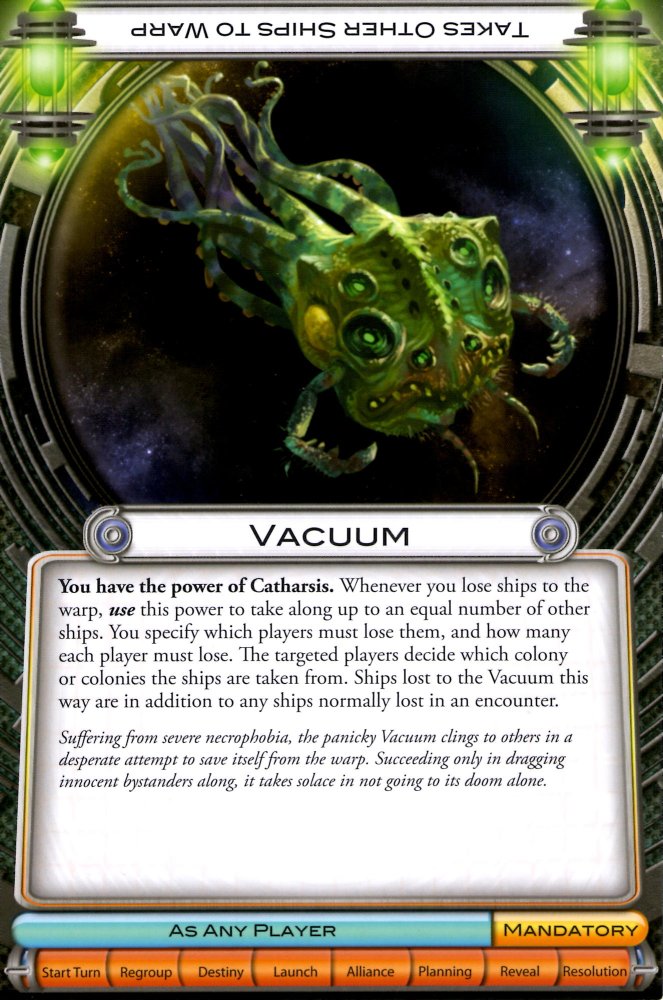 Takes Other Ships to Warp
Vacuum
You have the power of Catharsis. Whenever you lose ships to the
warp, use this power to take along up to an equal number of other
ships. You specify which players must lose them, and how many
each player must lose. The targeted players decide which colony
or colonies the ships are taken from. Ships lost to the Vacuum this
way are in addition to any ships normally lost in an encounter.
Suffering from severe necrophobia, the panicky Vacuum clings to others in a
desperate attempt to save itself from the warp. Succeeding only in dragging
innocent bystanders along, it takes solace in not going to its doom alone.
As Any Player Mandatory
Start Turn Regroup Destiny Launch Alliance Planning Reveal Resolution